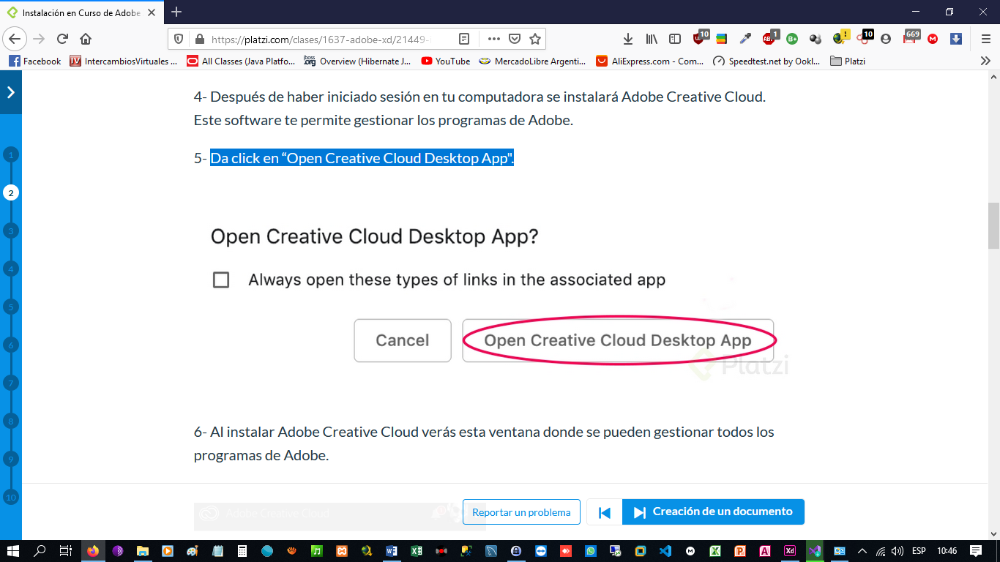 Instalación en Curso de Adobe
https://platzi.com/clases/1637-adobe-xd/21449-
10
ABP
1
B+
!
10
669
M
Facebook
IntercambiosVirtuales ...
All Classes (Java Platfo...
Overview (Hibernate J...
YouTube
MercadoLibre Argenti...
AliExpress.com - Com...
Speedtest.net by Ookl...
Platzi
4- Después de haber iniciado sesión en tu computadora se instalará Adobe Creative Cloud.
Este software te permite gestionar los programas de Adobe.
5- Da click en “Open Creative Cloud Desktop App".
Open Creative Cloud Desktop App?
Always open these types of links in the associated app
Cancel
Open Creative Cloud Desktop App
Platzi
6- Al instalar Adobe Creative Cloud verás esta ventana donde se pueden gestionar todos los
programas de Adobe.
1
2
3
4
5
6
7
8
9
10
Adobe Creative Cloud
Reportar un problema
Creación de un documento
Xd
ESP
10:46